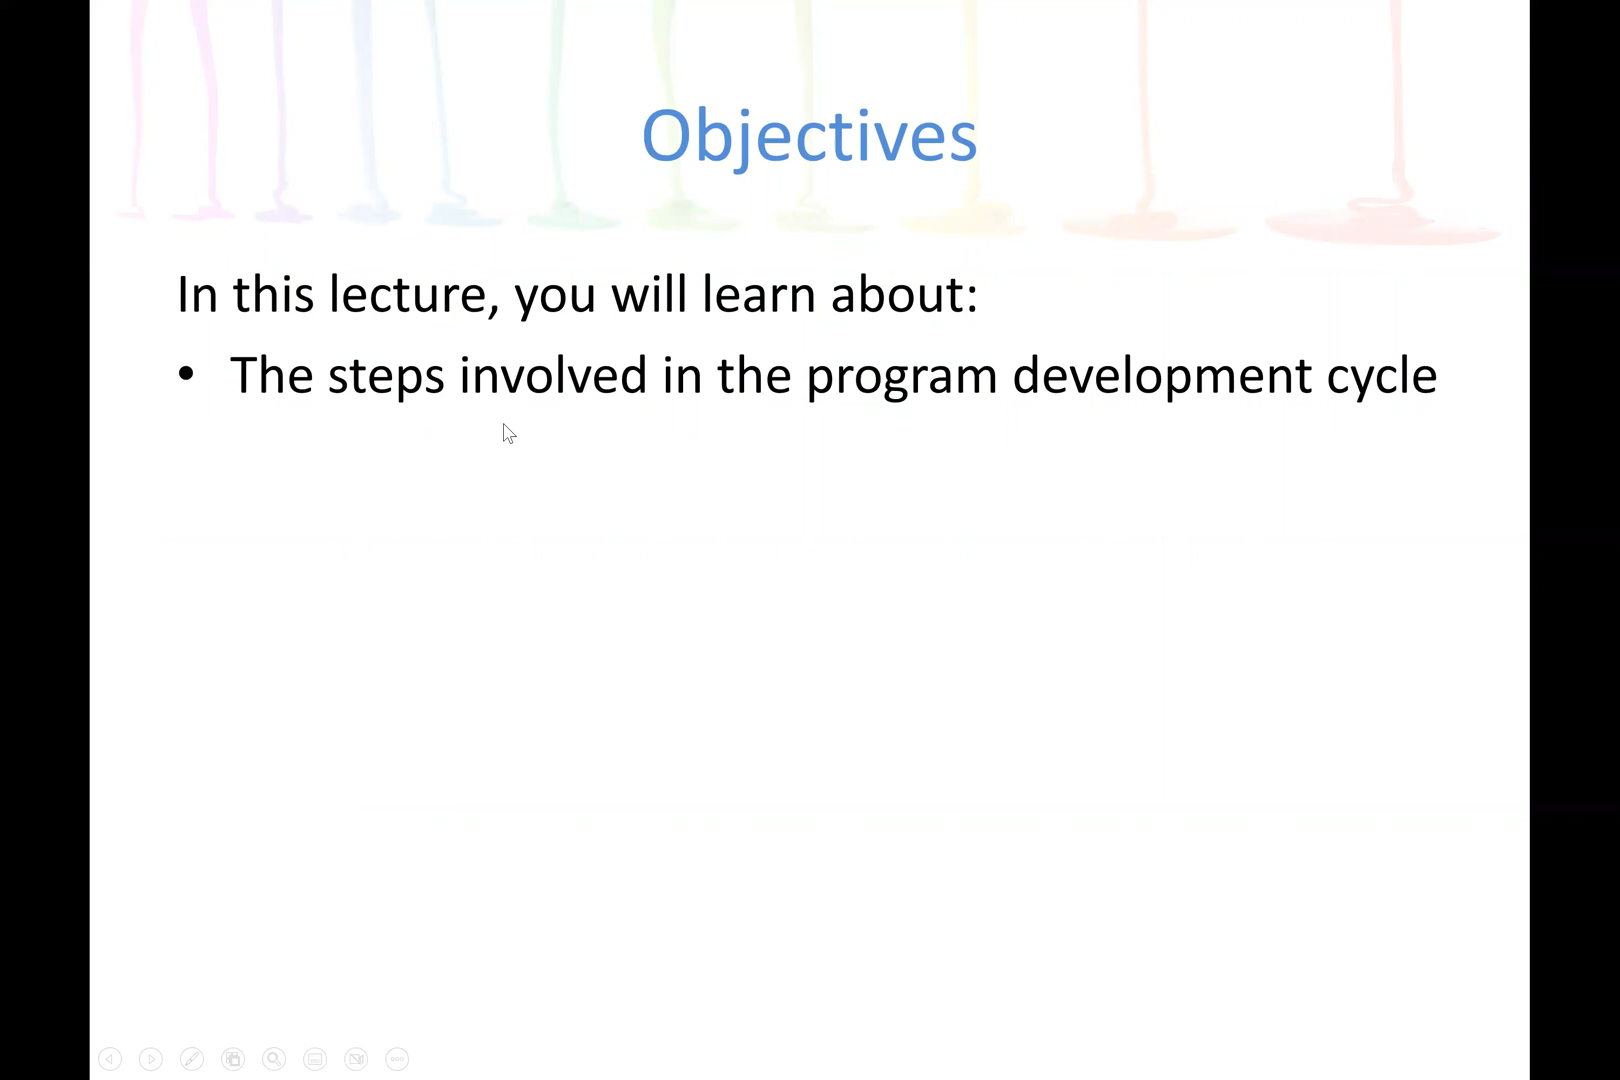 Objectives
In this lecture, you will learn about:
• The steps involved in the program development cycle